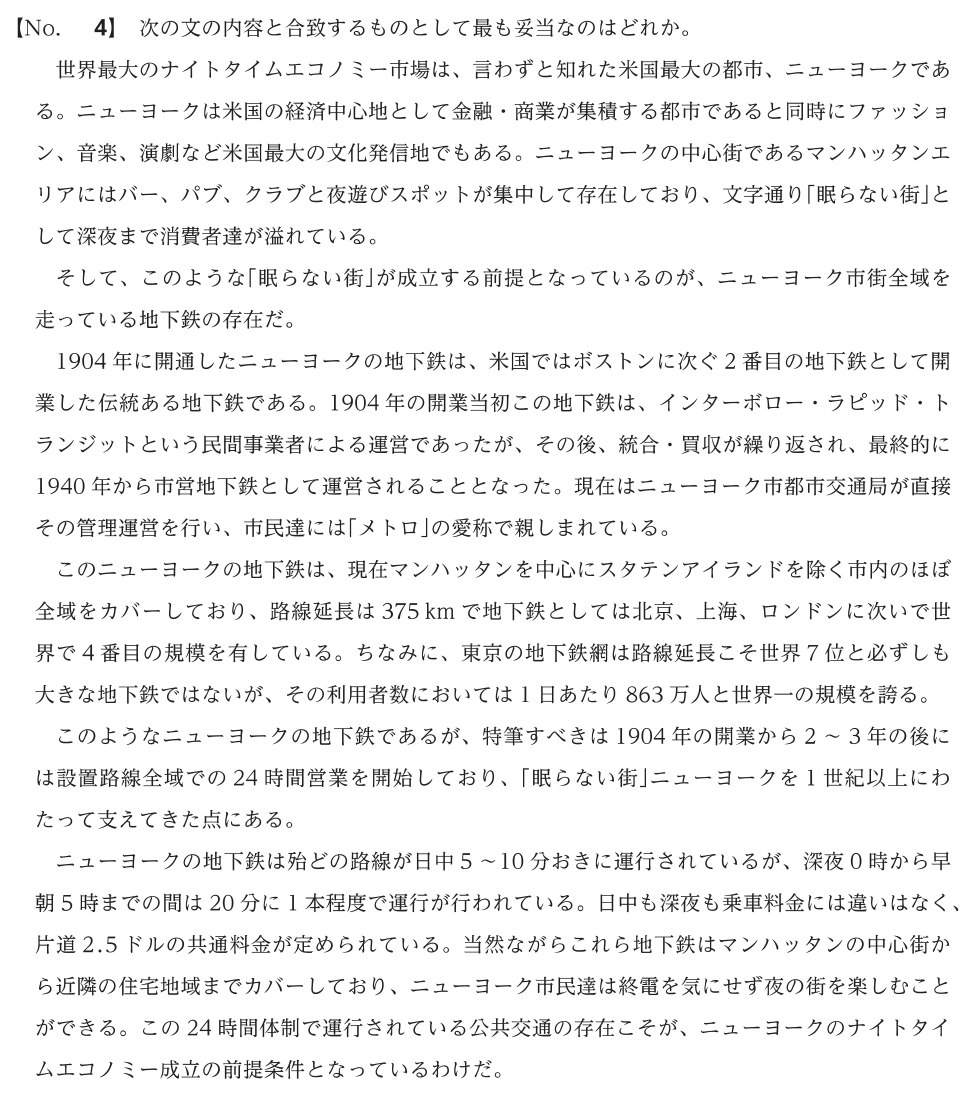 【No. 4】 次の文の内容と合致するものとして最も妥当なのはどれか。
世界最大のナイトタイムエコノミー市場は、言わずと知れた米国最大の都市、ニューヨークであ
る。ニューヨークは米国の経済中心地として金融・商業が集積する都市であると同時にファッショ
ン、音楽、演劇など米国最大の文化発信地でもある。ニューヨークの中心街であるマンハッタンエ
リアにはバー、パブ、クラブと夜遊びスポットが集中して存在しており、文字通り「眠らない街」と
して深夜まで消費者達が溢れている。
そして、このような「眠らない街」が成立する前提となっているのが、ニューヨーク市街全域を
走っている地下鉄の存在だ。
1904 年に開通したニューヨークの地下鉄は、米国ではボストンに次ぐ 2 番目の地下鉄として開
業した伝統ある地下鉄である。1904 年の開業当初この地下鉄は、インターボロー・ラピッド・ト
ランジットという民間事業者による運営であったが、その後、統合・買収が繰り返され、最終的に
1940 年から市営地下鉄として運営されることとなった。現在はニューヨーク市都市交通局が直接
その管理運営を行い、市民達には「メトロ」の愛称で親しまれている。
このニューヨークの地下鉄は、現在マンハッタンを中心にスタテンアイランドを除く市内のほぼ
全域をカバーしており、路線延長は 375 km で地下鉄としては北京、上海、ロンドンに次いで世
界で 4 番目の規模を有している。ちなみに、東京の地下鉄網は路線延長こそ世界 7 位と必ずしも
大きな地下鉄ではないが、その利用者数においては 1 日あたり 863 万人と世界一の規模を誇る。
このようなニューヨークの地下鉄であるが、特筆すべきは 1904 年の開業から 2 ～ 3 年の後に
は設置路線全域での 24 時間営業を開始しており、「眠らない街」ニューヨークを 1 世紀以上にわ
たって支えてきた点にある。
ニューヨークの地下鉄は殆どの路線が日中 5 ～10 分おきに運行されているが、深夜 0 時から早
朝 5 時までの間は 20 分に 1 本程度で運行が行われている。日中も深夜も乗車料金には違いはなく、
片道 2.5 ドルの共通料金が定められている。当然ながらこれら地下鉄はマンハッタンの中心街か
ら近隣の住宅地域までカバーしており、ニューヨーク市民達は終電を気にせず夜の街を楽しむこと
ができる。この 24 時間体制で運行されている公共交通の存在こそが、ニューヨークのナイトタイ
ムエコノミー成立の前提条件となっているわけだ。